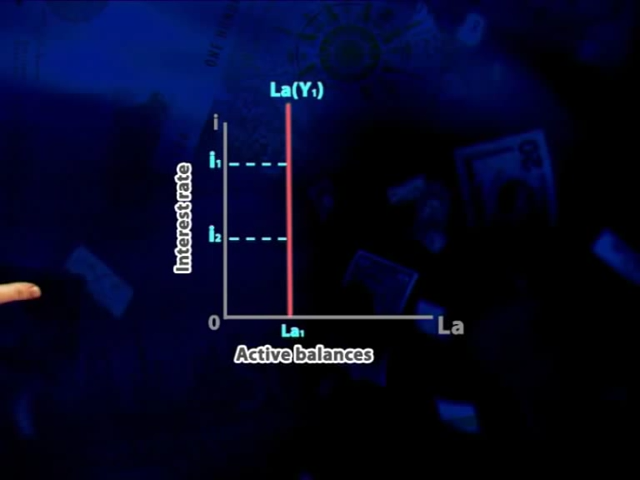 La(Y₁)
i
i₁
Interest rate
i₂
0
La₁
La
Active balances